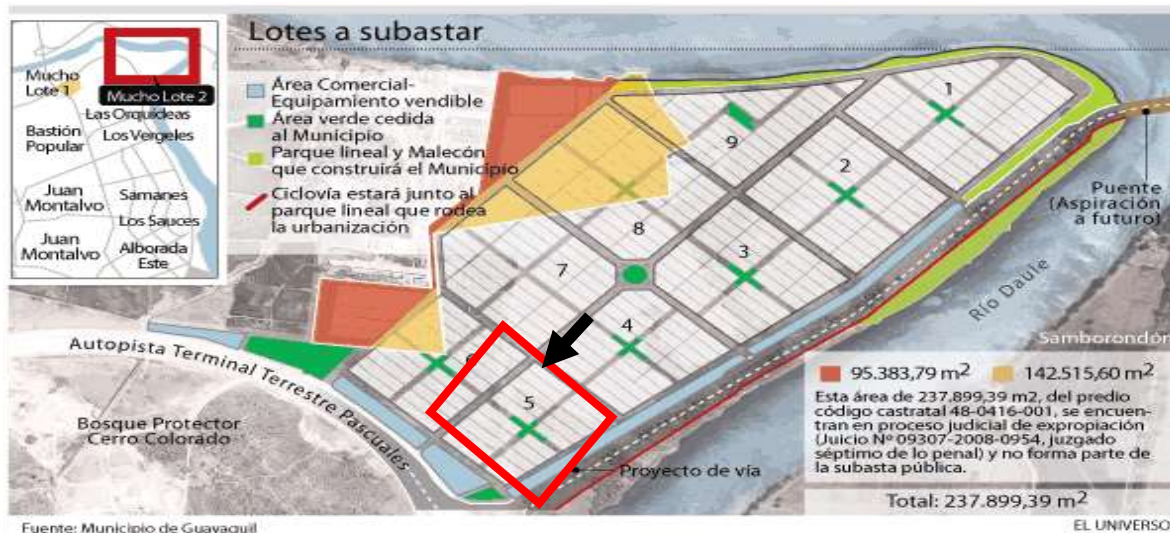 Lotes a subastar
Mucho
Lote 1
Mucho Lote 2
Las Orquídeas
Bastión
Popular
Los Vergeles
Juan
Montalvo
Samanes
Los Sauces
Juan
Montalvo
Alborada
Este
Área Comercial-
Equipamiento vendible
Área verde cedida
al Municipio
Parque lineal y Malecón
que construirá el Municipio
Ciclovía estará junto al
parque lineal que rodea
la urbanización
1
2
3
4
5
6
7
8
9
Puente
(Aspiración
a futuro)
Río Daule
Samborondón
Autopista Terminal Terrestre Pascuales
Bosque Protector
Cerro Colorado
Proyecto de vía
95.383,79 m2 142.515,60 m2
Esta área de 237,899,39 m2, del predio
código castratal 48-0416-001, se encuen-
tran en proceso judicial de expropiación
(Juicio Nº 09307-2008-0954, juzgado
séptimo de lo penal) y no forma parte de
la subasta pública.
Total: 237.899,39 m2
Fuente: Municipio de Guayaquil
EL UNIVERSO